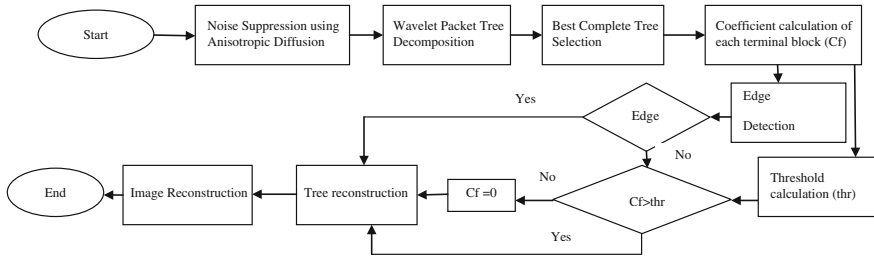 Start
Noise Suppression using
Anisotropic Diffusion
Wavelet Packet Tree
Decomposition
Best Complete Tree
Selection
Coefficient calculation of
each terminal block (Cf)
Yes
Edge
Edge
Detection
No
End
Image Reconstruction
Tree reconstruction
Cf =0
No
Cf>thr
Threshold
calculation (thr)
Yes